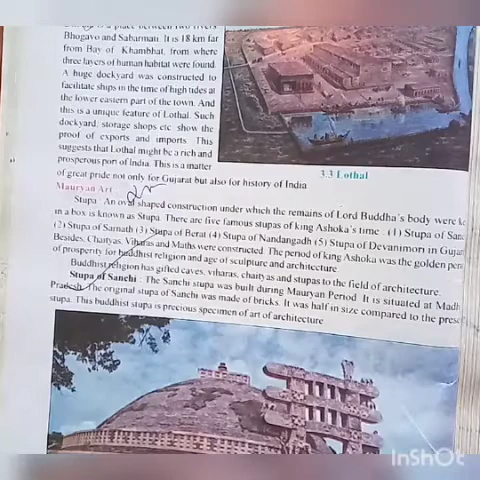 is a place between two rivers
Bhogavo and Sabarmati. It is 18 km far
from Bay of Khambhat, from where
three layers of human habitat were found.
A huge dockyard was constructed to
facilitate ships in the time of high tides at
the lower eastern part of the town. And
this is a unique feature of Lothal. Such
dockyard, storage shops etc. show the
proof of exports and imports. This
suggests that Lothal might be a rich and
prosperous port of India. This is a matter
of great pride not only for Gujarat but also for history of India
3.3 Lothal
Mauryan Art
Stupa : An oval shaped construction under which the remains of Lord Buddha's body were
in a box is known as Stupa. There are five famous stupas of king Ashoka's time : (1) Stupa of
(2) Stupa of Sarnath (3) Stupa of Berat (4) Stupa of Nandangadh (5) Stupa of Devanimori in
Besides, Chaityas, Viharas and Maths were constructed. The period of king Ashoka was the golden
of prosperity for buddhist religion and age of sculpture and architecture.
Buddhist religion has gifted caves, viharas, chaityas and stupas to the field of architecture.
Stupa of Sanchi : The Sanchi stupa was built during Mauryan Period. It is situated at
Pradesh. The original stupa of Sanchi was made of bricks. It was half in size compared to the
stupa. This buddhist stupa is precious specimen of art of architecture
InShOt